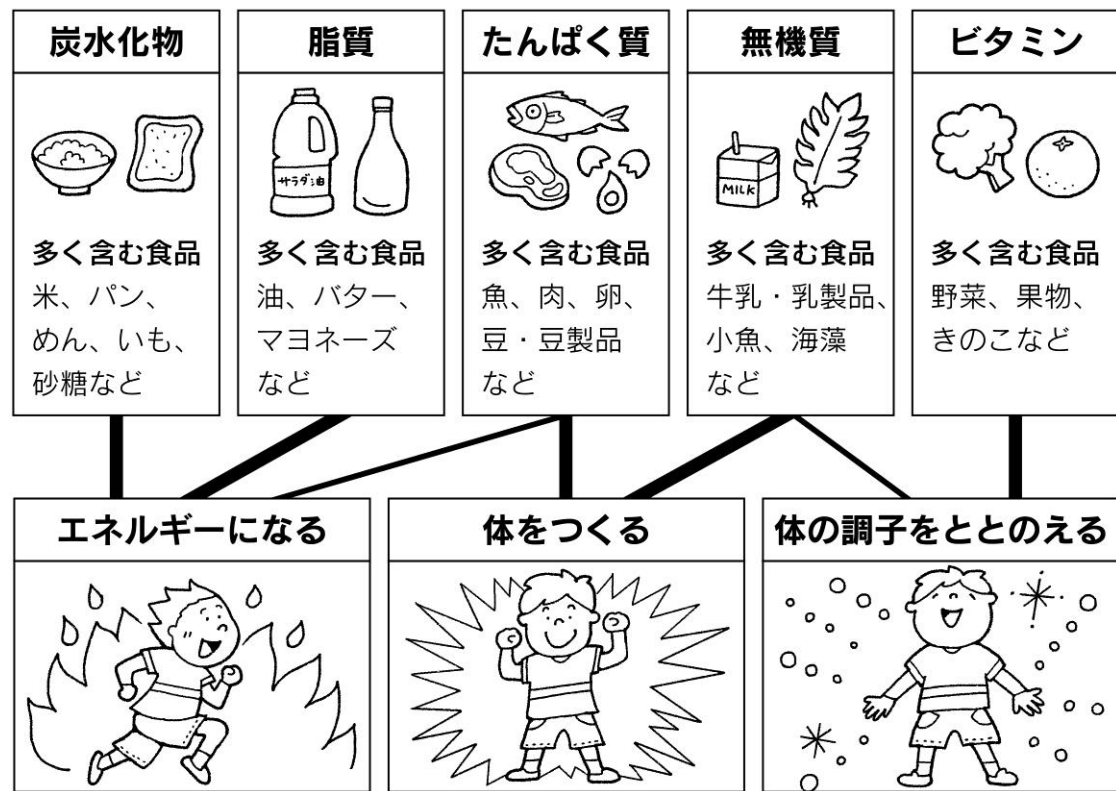 炭水化物
多く含む食品
米、パン、
めん、いも、
砂糖など
脂質
サラダ油
多く含む食品
油、バター、
マヨネーズ
など
たんぱく質
多く含む食品
魚、肉、卵、
豆・豆製品
など
無機質
MILK
多く含む食品
牛乳・乳製品、
小魚、海藻
など
ビタミン
多く含む食品
野菜、果物、
きのこなど
エネルギーになる
体をつくる
体の調子をととのえる